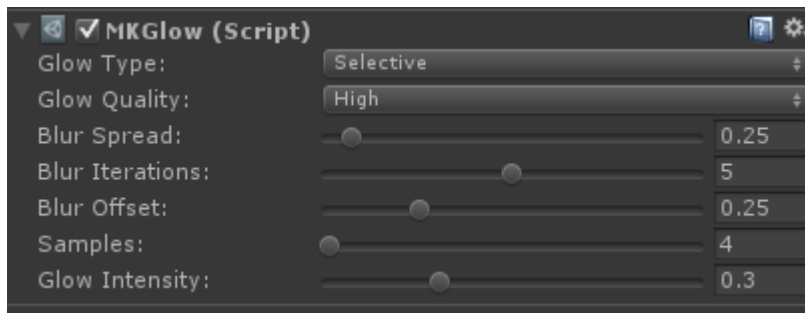 MKGlow (Script)
Glow Type: Selective
Glow Quality: High
Blur Spread: 0.25
Blur Iterations: 5
Blur Offset: 0.25
Samples: 4
Glow Intensity: 0.3